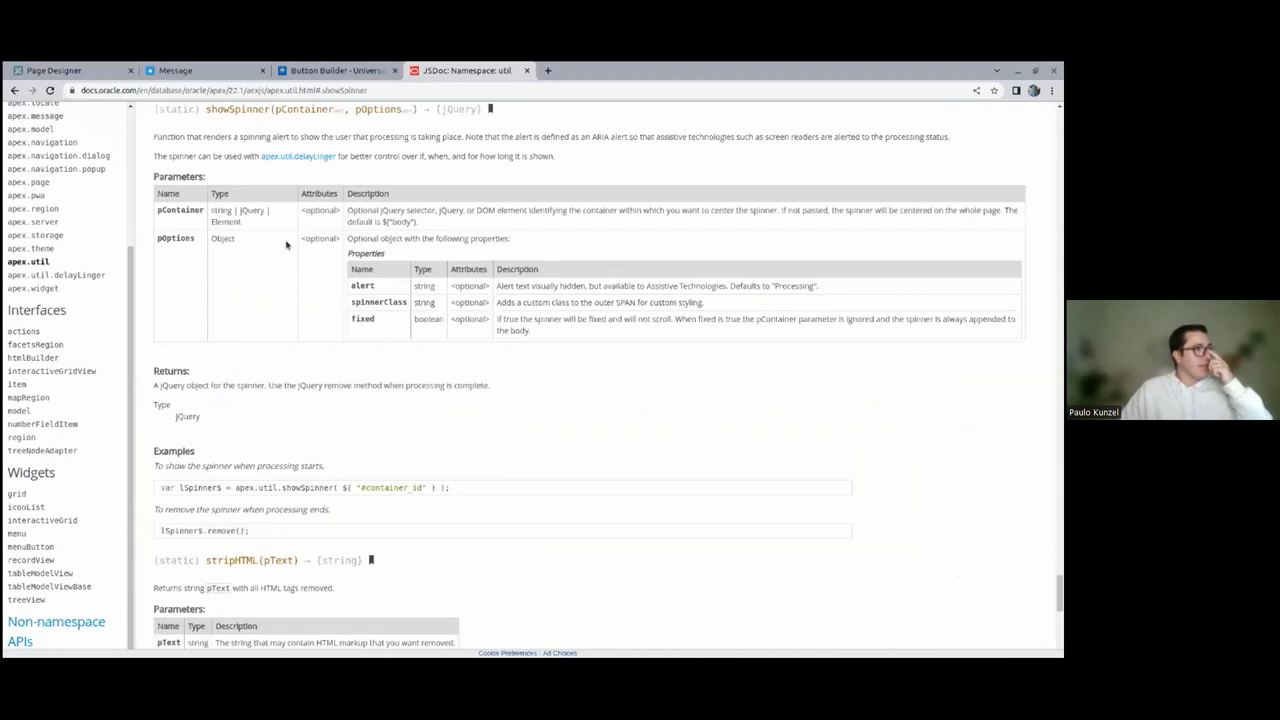 Page Designer
Message
Button Builder - Univers
JSDoc: Namespace: util
docs.oracle.com/en/database/oracle/apex/22.1/aexjs/apex.util.html#.showSpinner
apex.locale
apex.message
apex.model
apex.navigation
apex.navigation.dialog
apex.navigation.popup
apex.page
apex.pwa
apex.region
apex.server
apex.storage
apex.theme
apex.util
apex.util.delayLinger
apex.widget
Interfaces
actions
facetsRegion
htmlBuilder
interactiveGridView
item
mapRegion
model
numberFieldItem
region
treeNodeAdapter
Widgets
grid
iconList
interactiveGrid
menu
menuButton
recordView
tableModelView
tableModelViewBase
treeView
Non-namespace
APIs
(static) showSpinner(pContainer opt, pOptions opt) → {jQuery}
Function that renders a spinning alert to show the user that processing is taking place. Note that the alert is defined as an ARIA alert so that assistive technologies such as screen readers are alerted to the processing status.
The spinner can be used with apex.util.delayLinger for better control over if, when, and for how long it is shown.
Parameters:
Name Type Attributes Description
pContainer string | jQuery | Element <optional> Optional jQuery selector, jQuery, or DOM element identifying the container within which you want to center the spinner. If not passed, the spinner will be centered on the whole page. The
default is $("body").
pOptions Object <optional> Optional object with the following properties:
Properties
Name Type Attributes Description
alert string <optional> Alert text visually hidden, but available to Assistive Technologies. Defaults to "Processing".
spinnerClass string <optional> Adds a custom class to the outer SPAN for custom styling.
fixed boolean <optional> If true the spinner will be fixed and will not scroll. When fixed is true the pContainer parameter is ignored and the spinner is always appended to
the body.
Returns:
A jQuery object for the spinner. Use the jQuery remove method when processing is complete.
Type
jQuery
Examples
To show the spinner when processing starts.
var lSpinner$ = apex.util.showSpinner( $( "#container_id" ) );
To remove the spinner when processing ends.
lSpinner$.remove();
(static) stripHTML(pText) → {string}
Returns string pText with all HTML tags removed.
Parameters:
Name Type Description
pText string The string that may contain HTML markup that you want removed.
Cookie Preferences | Ad Choices
Paulo Kunzel